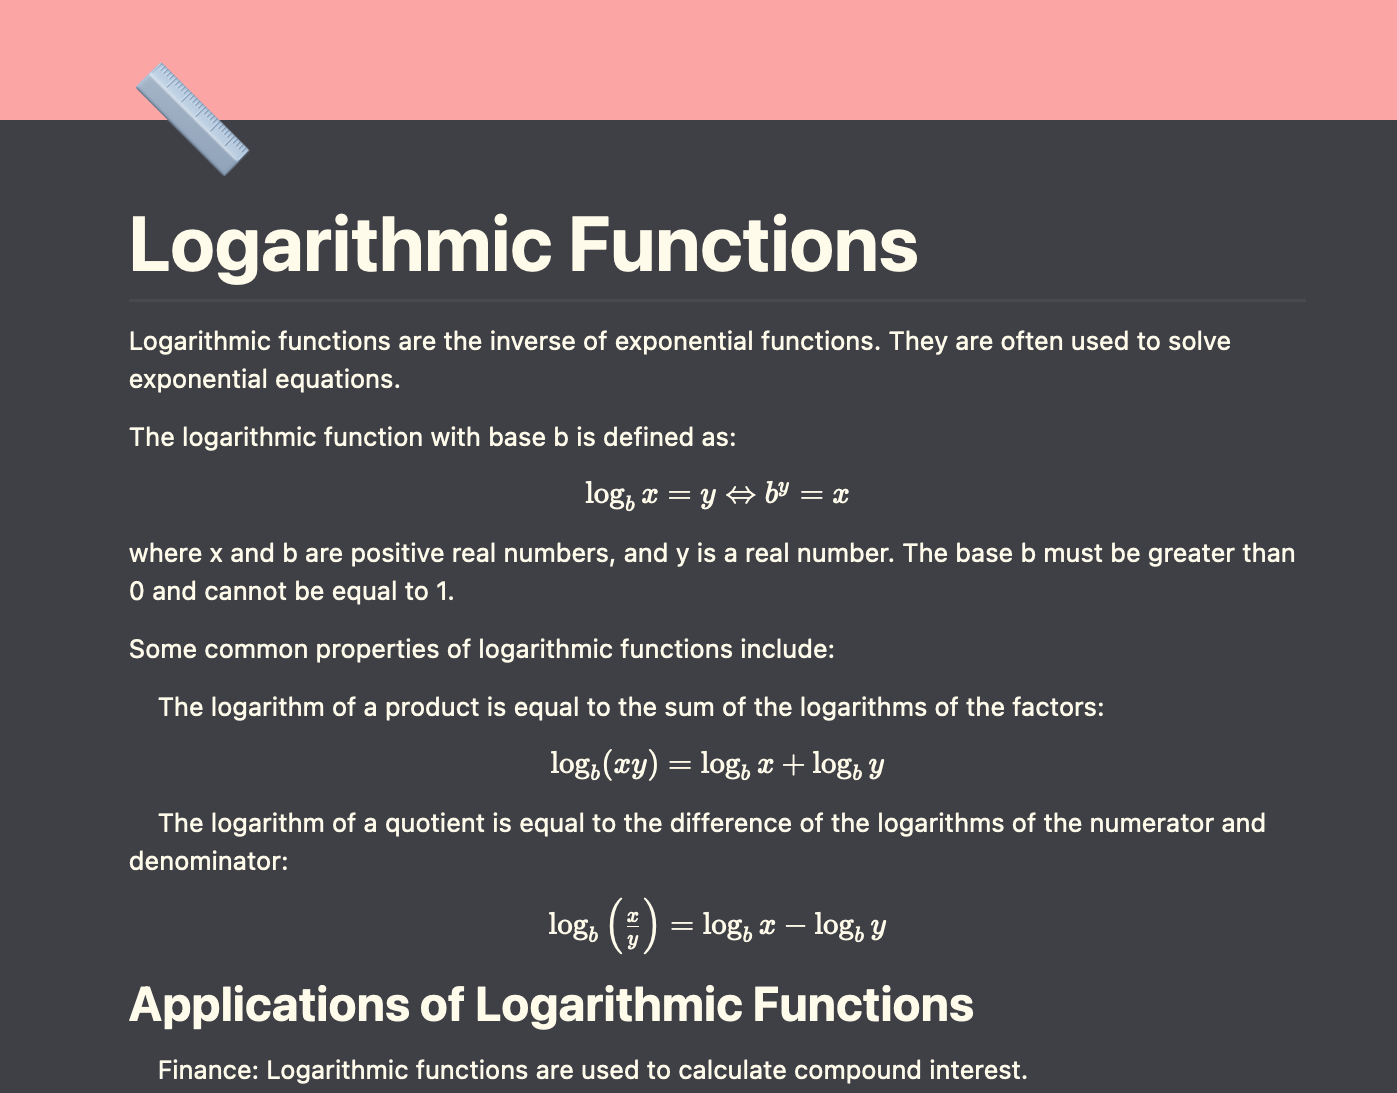 Logarithmic Functions
Logarithmic functions are the inverse of exponential functions. They are often used to solve
exponential equations.
The logarithmic function with base b is defined as:
log_b x = y ⇔ b^y = x
where x and b are positive real numbers, and y is a real number. The base b must be greater than
0 and cannot be equal to 1.
Some common properties of logarithmic functions include:
The logarithm of a product is equal to the sum of the logarithms of the factors:
log_b(xy) = log_b x + log_b y
The logarithm of a quotient is equal to the difference of the logarithms of the numerator and
denominator:
log_b (x/y) = log_b x − log_b y
Applications of Logarithmic Functions
Finance: Logarithmic functions are used to calculate compound interest.